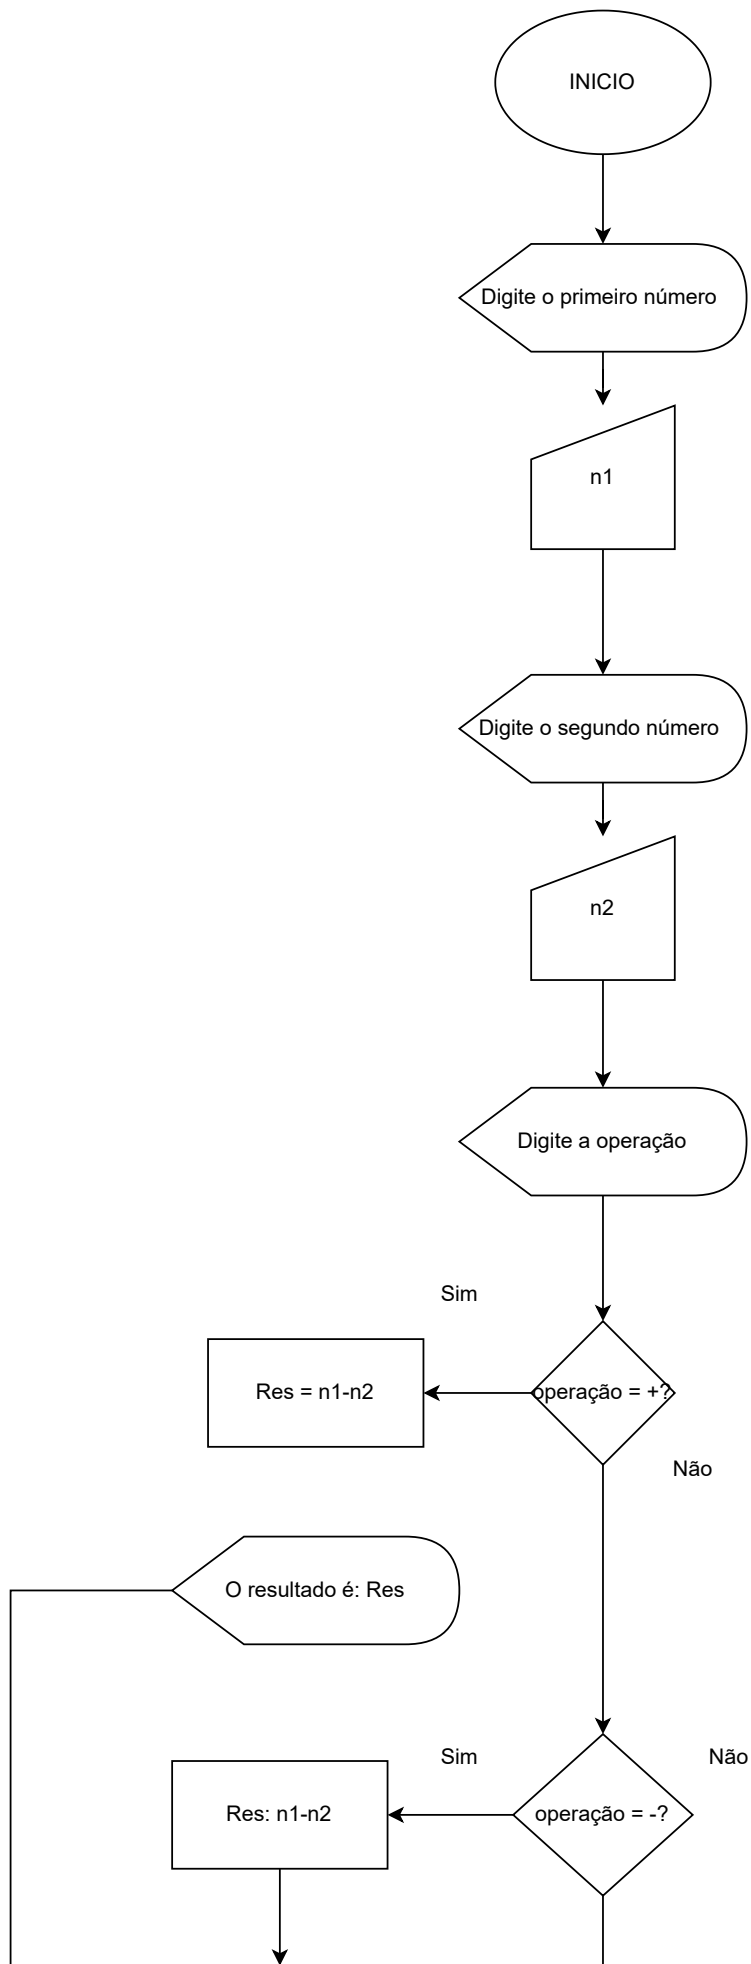 INICIO
Digite o primeiro número
n1
Digite o segundo número
n2
Digite a operação
Sim
Res = n1-n2
operação = +?
Não
O resultado é: Res
Sim
Não
Res: n1-n2
operação = -?